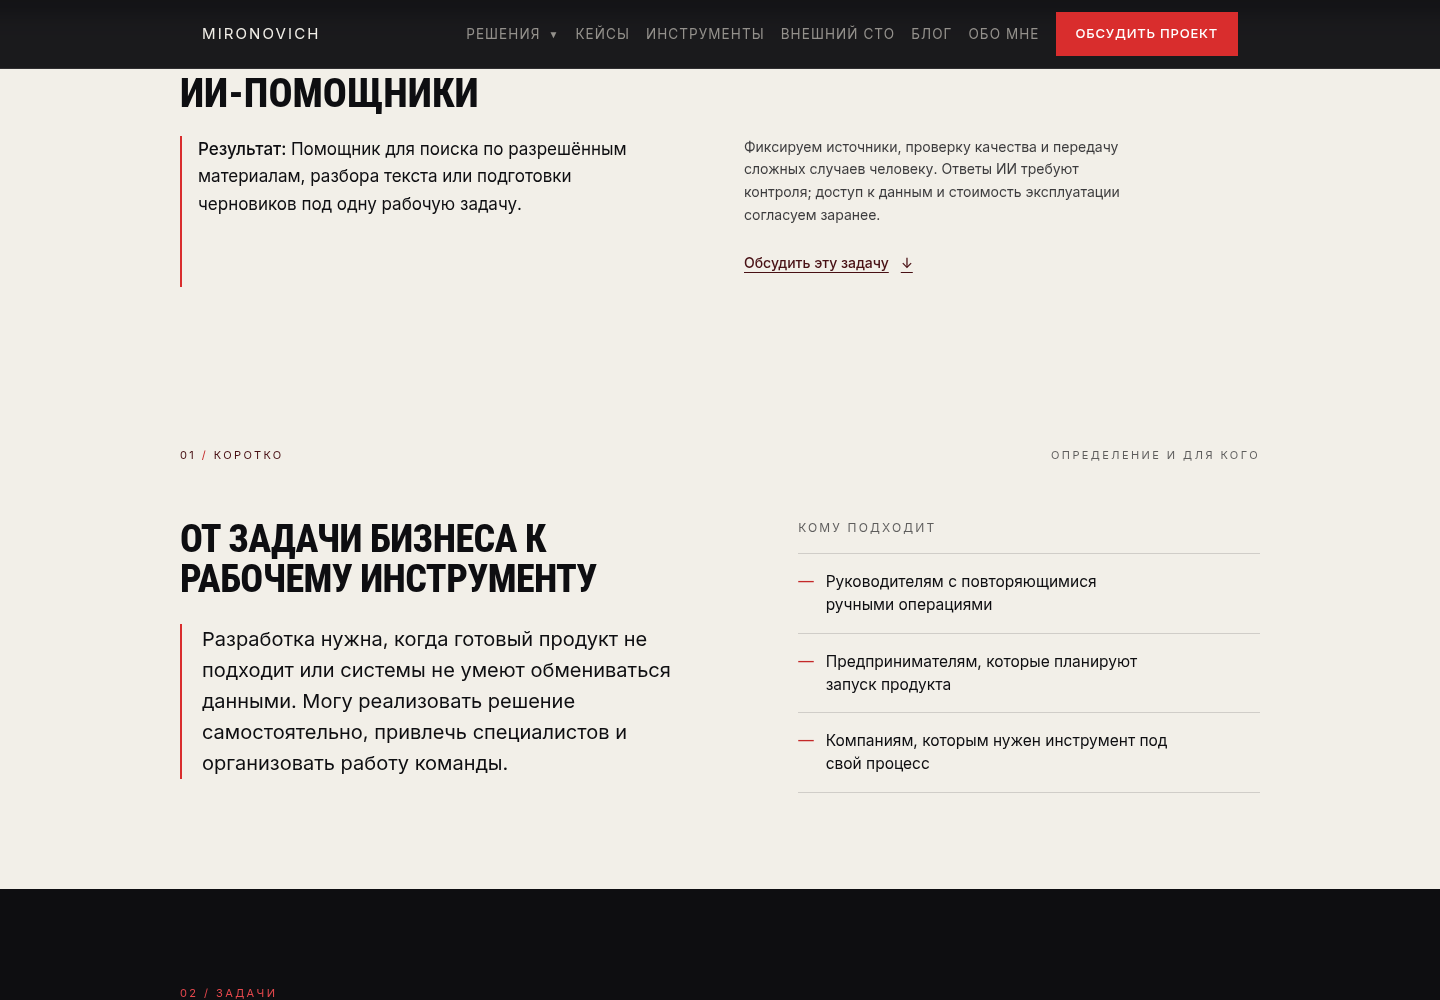 MIRONOVICH
РЕШЕНИЯ ▼ КЕЙСЫ ИНСТРУМЕНТЫ ВНЕШНИЙ СТО БЛОГ ОБО МНЕ ОБСУДИТЬ ПРОЕКТ
ИИ-ПОМОЩНИКИ
Результат: Помощник для поиска по разрешённым
материалам, разбора текста или подготовки
черновиков под одну рабочую задачу.
Фиксируем источники, проверку качества и передачу
сложных случаев человеку. Ответы ИИ требуют
контроля; доступ к данным и стоимость эксплуатации
согласуем заранее.
Обсудить эту задачу ↓
01 / КОРОТКО
ОПРЕДЕЛЕНИЕ И ДЛЯ КОГО
ОТ ЗАДАЧИ БИЗНЕСА К
РАБОЧЕМУ ИНСТРУМЕНТУ
Разработка нужна, когда готовый продукт не
подходит или системы не умеют обмениваться
данными. Могу реализовать решение
самостоятельно, привлечь специалистов и
организовать работу команды.
КОМУ ПОДХОДИТ
— Руководителям с повторяющимися
ручными операциями
— Предпринимателям, которые планируют
запуск продукта
— Компаниям, которым нужен инструмент под
свой процесс
02 / ЗАДАЧИ